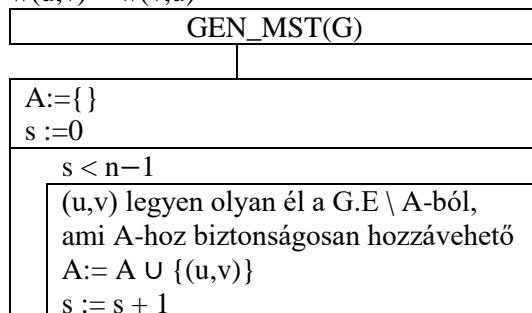 GEN_MST(G)
A:={}
s :=0
s < n−1
(u,v) legyen olyan él a G.E \ A-ból,
ami A-hoz biztonságosan hozzávehető
A:= A ∪ {(u,v)}
s := s + 1